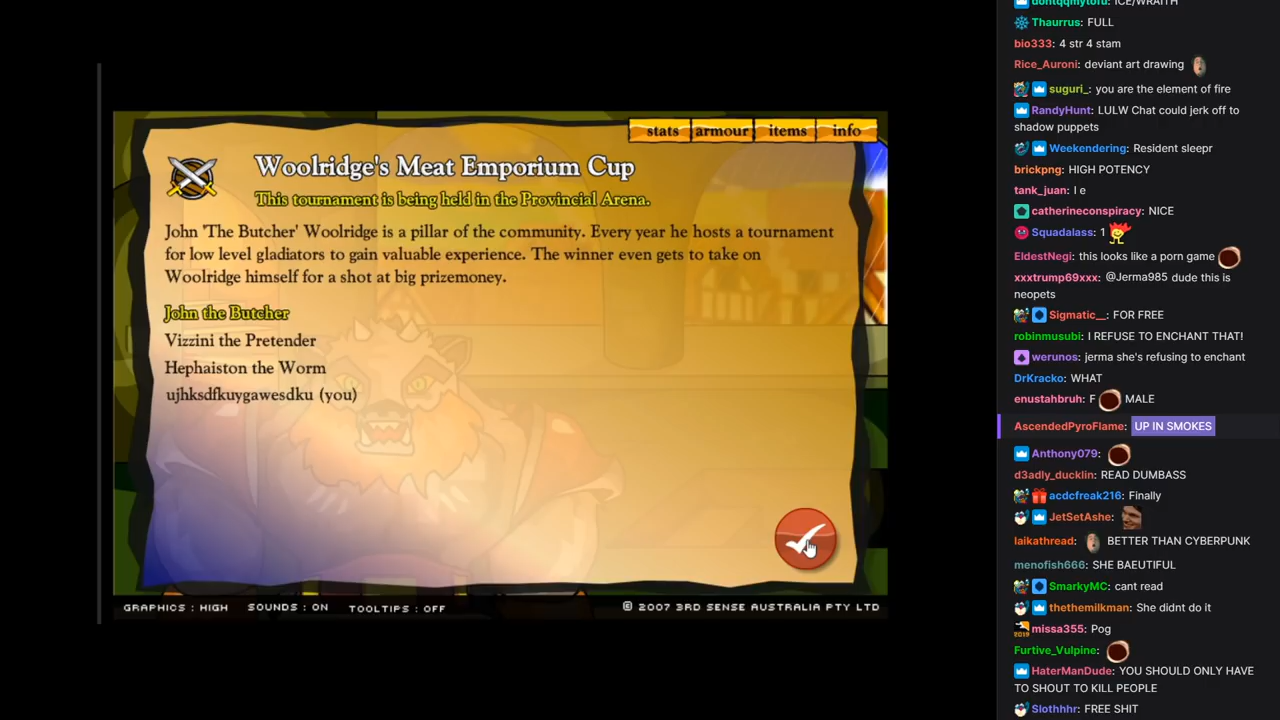 stats
armour
items
info
Woolridge's Meat Emporium Cup
This tournament is being held in the Provincial Arena.
John 'The Butcher' Woolridge is a pillar of the community. Every year he hosts a tournament
for low level gladiators to gain valuable experience. The winner even gets to take on
Woolridge himself for a shot at big prizemoney.
John the Butcher
Vizzini the Pretender
Hephaiston the Worm
ujhksdfkuygawesdku (you)
GRAPHICS : HIGH
SOUNDS : ON
TOOLTIPS : OFF
© 2007 3RD SENSE AUSTRALIA PTY LTD
dontqqmytofu: ICE/WRAITH
Thaurrus: FULL
bio333: 4 str 4 stam
Rice_Auroni: deviant art drawing
suguri_: you are the element of fire
RandyHunt: LULW Chat could jerk off to
shadow puppets
Weekendering: Resident sleepr
brickpng: HIGH POTENCY
tank_juan: I e
catherineconspiracy: NICE
Squadalass: 1
EldestNegi: this looks like a porn game
xxxtrump69xxx: @Jerma985 dude this is
neopets
Sigmatic__: FOR FREE
robinmusubi: I REFUSE TO ENCHANT THAT!
werunos: jerma she's refusing to enchant
DrKracko: WHAT
enustahbruh: F MALE
AscendedPyroFlame: UP IN SMOKES
Anthony079:
d3adly_ducklin: READ DUMBASS
acdcfreak216: Finally
JetSetAshe:
laikathread: BETTER THAN CYBERPUNK
menofish666: SHE BAEUTIFUL
SmarkyMC: cant read
thethemilkman: She didnt do it
missa355: Pog
Furtive_Vulpine:
HaterManDude: YOU SHOULD ONLY HAVE
TO SHOUT TO KILL PEOPLE
Slothhhr: FREE SHIT